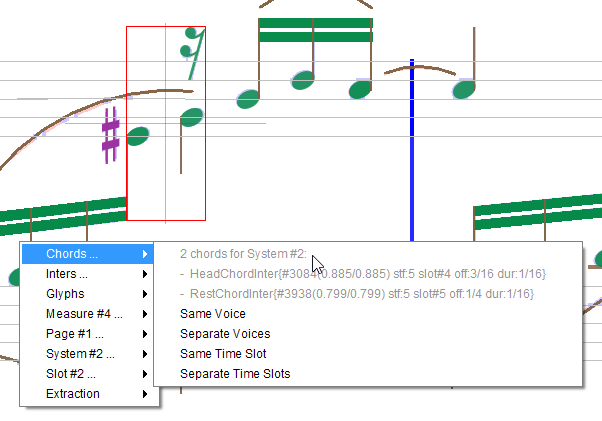 Chords ...
Inters ...
Glyphs
Measure #4 ...
Page #1 ...
System #2 ...
Slot #2 ...
Extraction
2 chords for System #2:
- HeadChordInter{#3084(0.885/0.885) stf:5 slot#4 off:3/16 dur:1/16}
- RestChordInter{#3938(0.799/0.799) stf:5 slot#5 off:1/4 dur:1/16}
Same Voice
Separate Voices
Same Time Slot
Separate Time Slots